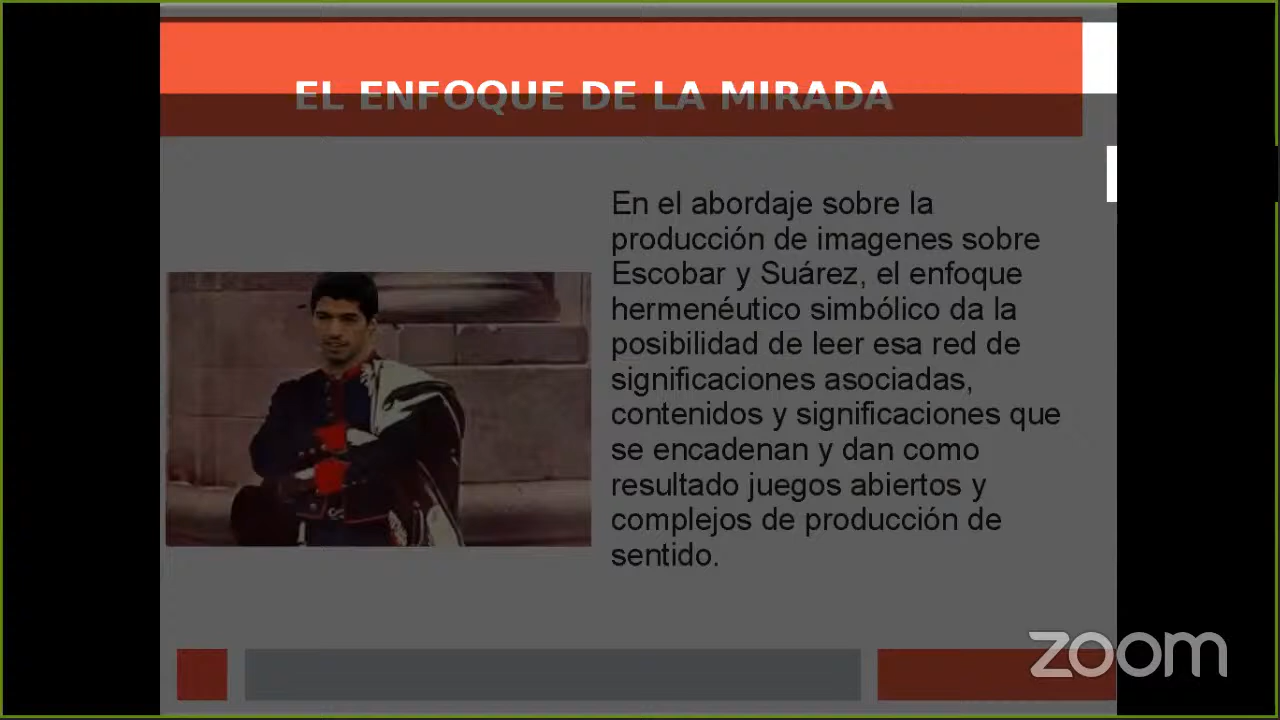 EL ENFOQUE DE LA MIRADA
En el abordaje sobre la
producción de imagenes sobre
Escobar y Suárez, el enfoque
hermenéutico simbólico da la
posibilidad de leer esa red de
significaciones asociadas,
contenidos y significaciones que
se encadenan y dan como
resultado juegos abiertos y
complejos de producción de
sentido.
zoom